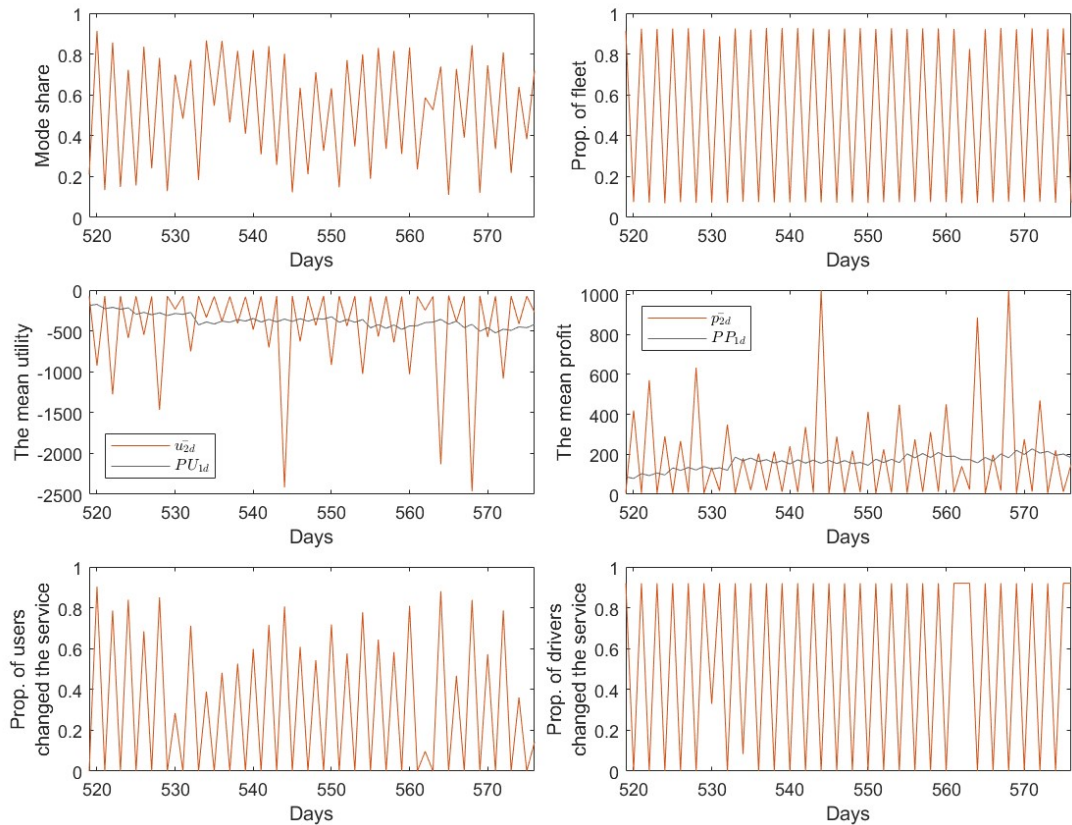 1
0.8
0.6
0.4
0.2
0
Mode share
520 530 540 550 560 570
Days
1
0.8
0.6
0.4
0.2
0
Prop. of fleet
520 530 540 550 560 570
Days
0
-500
-1000
-1500
-2000
-2500
The mean utility
u̅2d
PU1d
520 530 540 550 560 570
Days
1000
800
600
400
200
0
The mean profit
p̅2d
PP1d
520 530 540 550 560 570
Days
1
0.8
0.6
0.4
0.2
0
Prop. of users
changed the service
520 530 540 550 560 570
Days
1
0.8
0.6
0.4
0.2
0
Prop. of drivers
changed the service
520 530 540 550 560 570
Days